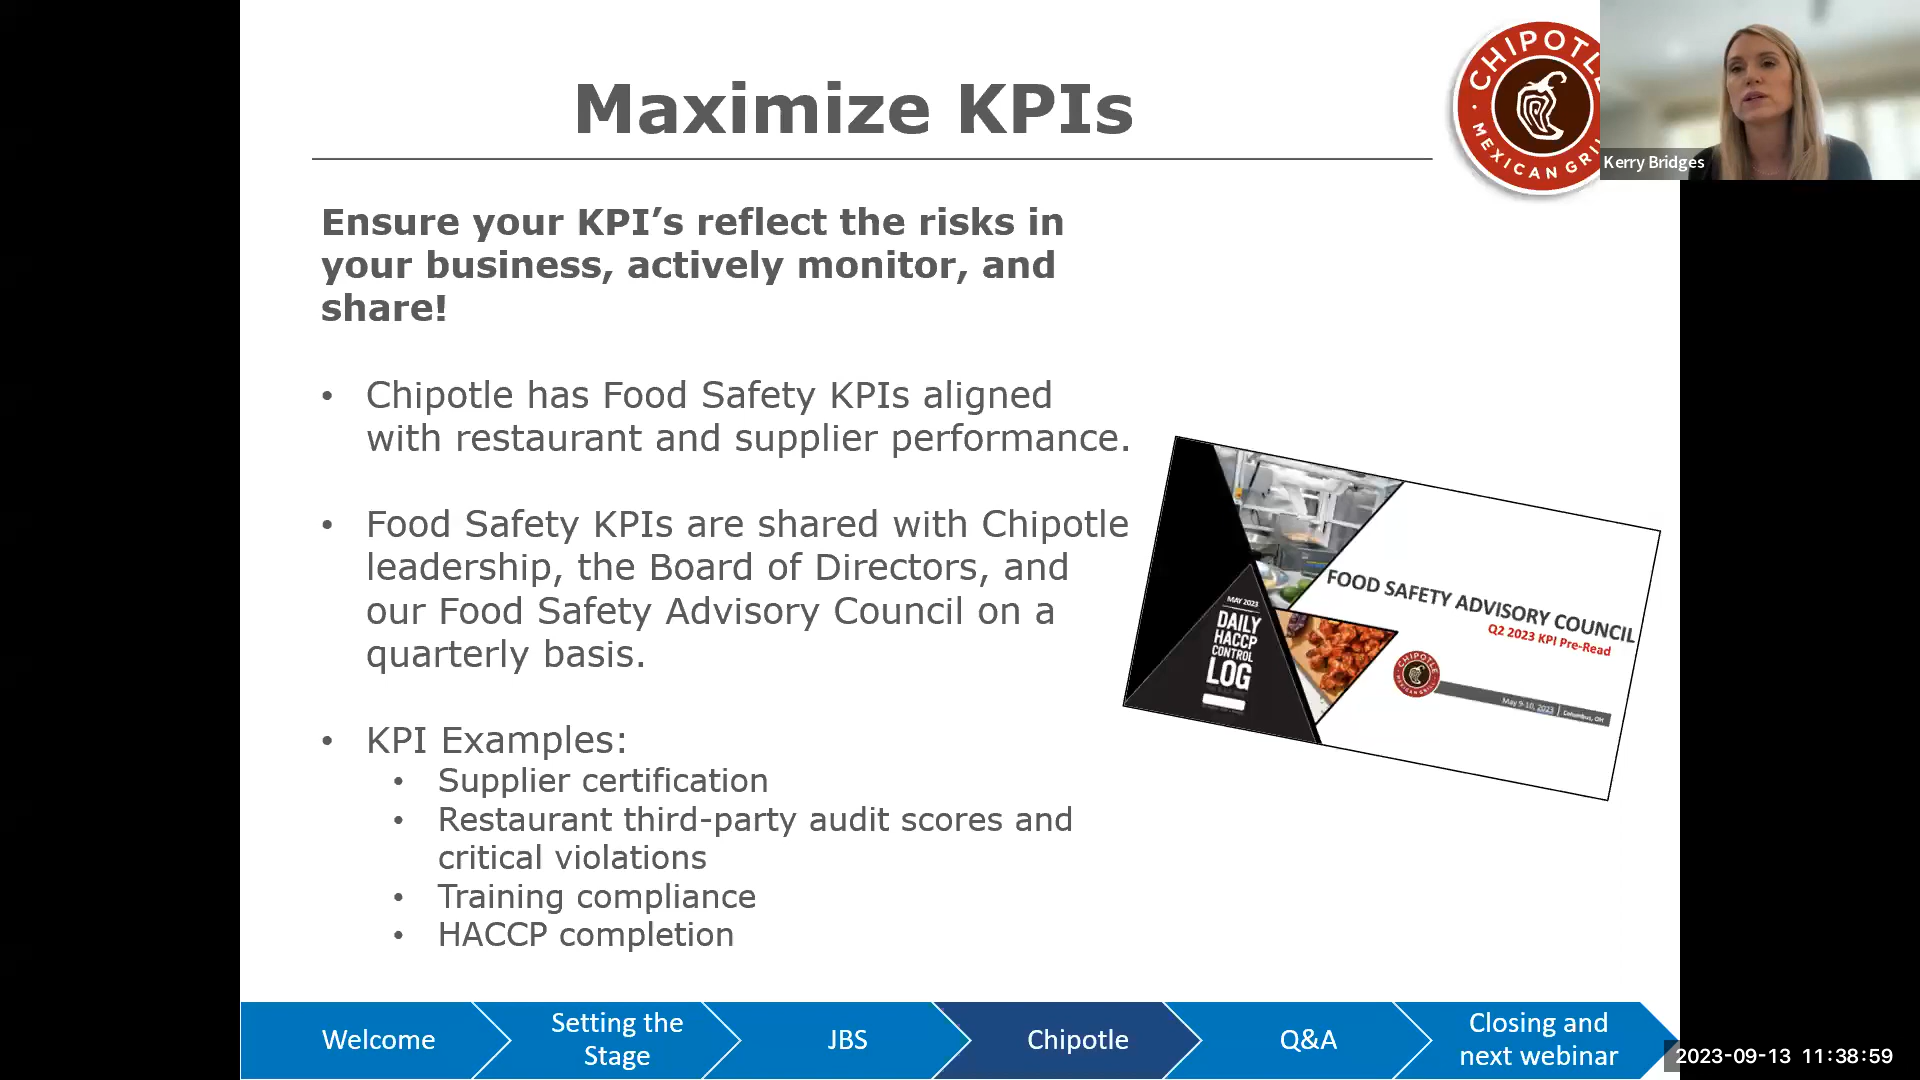 Maximize KPIs
CHIPOTLE
MEXICAN GRI
Kerry Bridges
Ensure your KPI’s reflect the risks in
your business, actively monitor, and
share!
• Chipotle has Food Safety KPIs aligned
with restaurant and supplier performance.
• Food Safety KPIs are shared with Chipotle
leadership, the Board of Directors, and
our Food Safety Advisory Council on a
quarterly basis.
• KPI Examples:
• Supplier certification
• Restaurant third-party audit scores and
critical violations
• Training compliance
• HACCP completion
MAY 2023
DAILY
HACCP
CONTROL
LOG
FOOD SAFETY ADVISORY COUNCIL
Q2 2023 KPI Pre-Read
CHIPOTLE
MEXICAN GRILL
May 9-10, 2023 | Columbus, OH
Welcome
Setting the
Stage
JBS
Chipotle
Q&A
Closing and
next webinar
2023-09-13 11:38:59